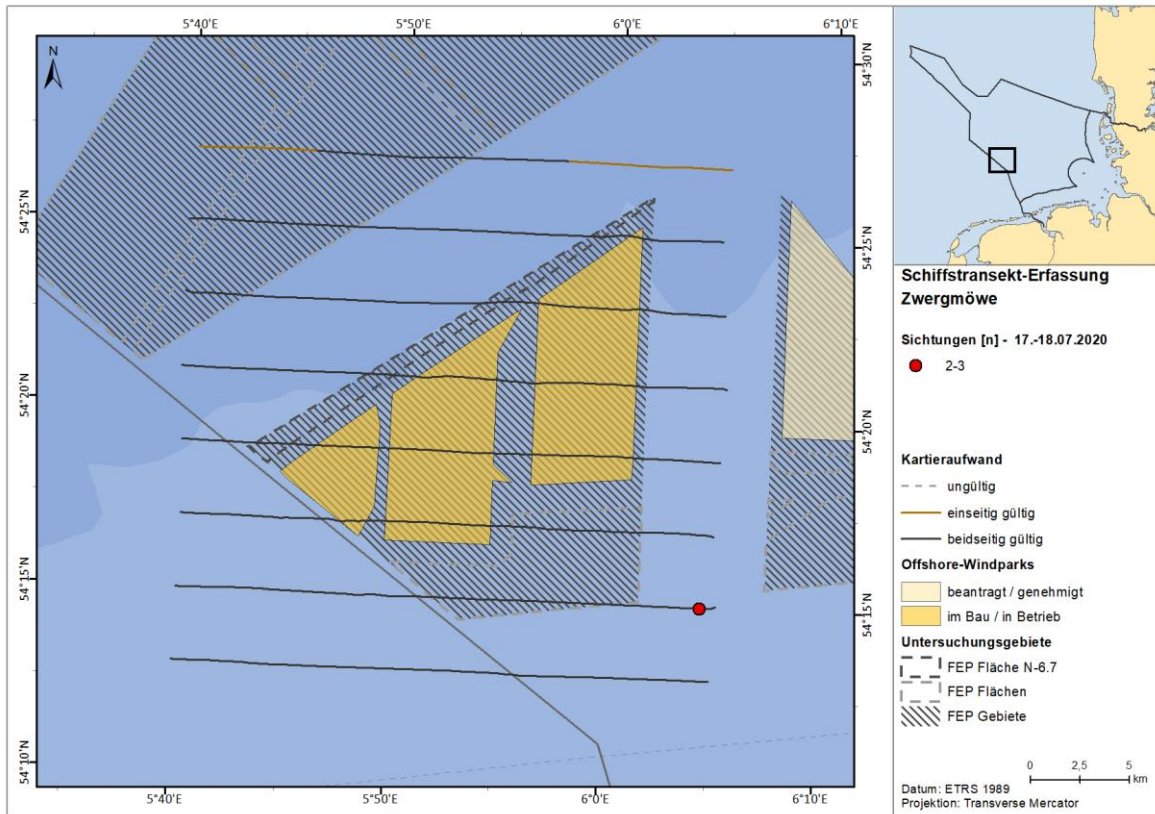 5°40'E 5°50'E 6°0'E 6°10'E
N
54°30'N
54°25'N
54°25'N
54°20'N
54°20'N
54°15'N
54°15'N
54°10'N
5°40'E 5°50'E 6°0'E 6°10'E
Schiffstransekt-Erfassung
Zwergmöwe
Sichtungen [n] - 17.-18.07.2020
2-3
Kartieraufwand
ungültig
einseitig gültig
beidseitig gültig
Offshore-Windparks
beantragt / genehmigt
im Bau / in Betrieb
Untersuchungsgebiete
FEP Fläche N-6.7
FEP Flächen
FEP Gebiete
0 2,5 5
km
Datum: ETRS 1989
Projektion: Transverse Mercator